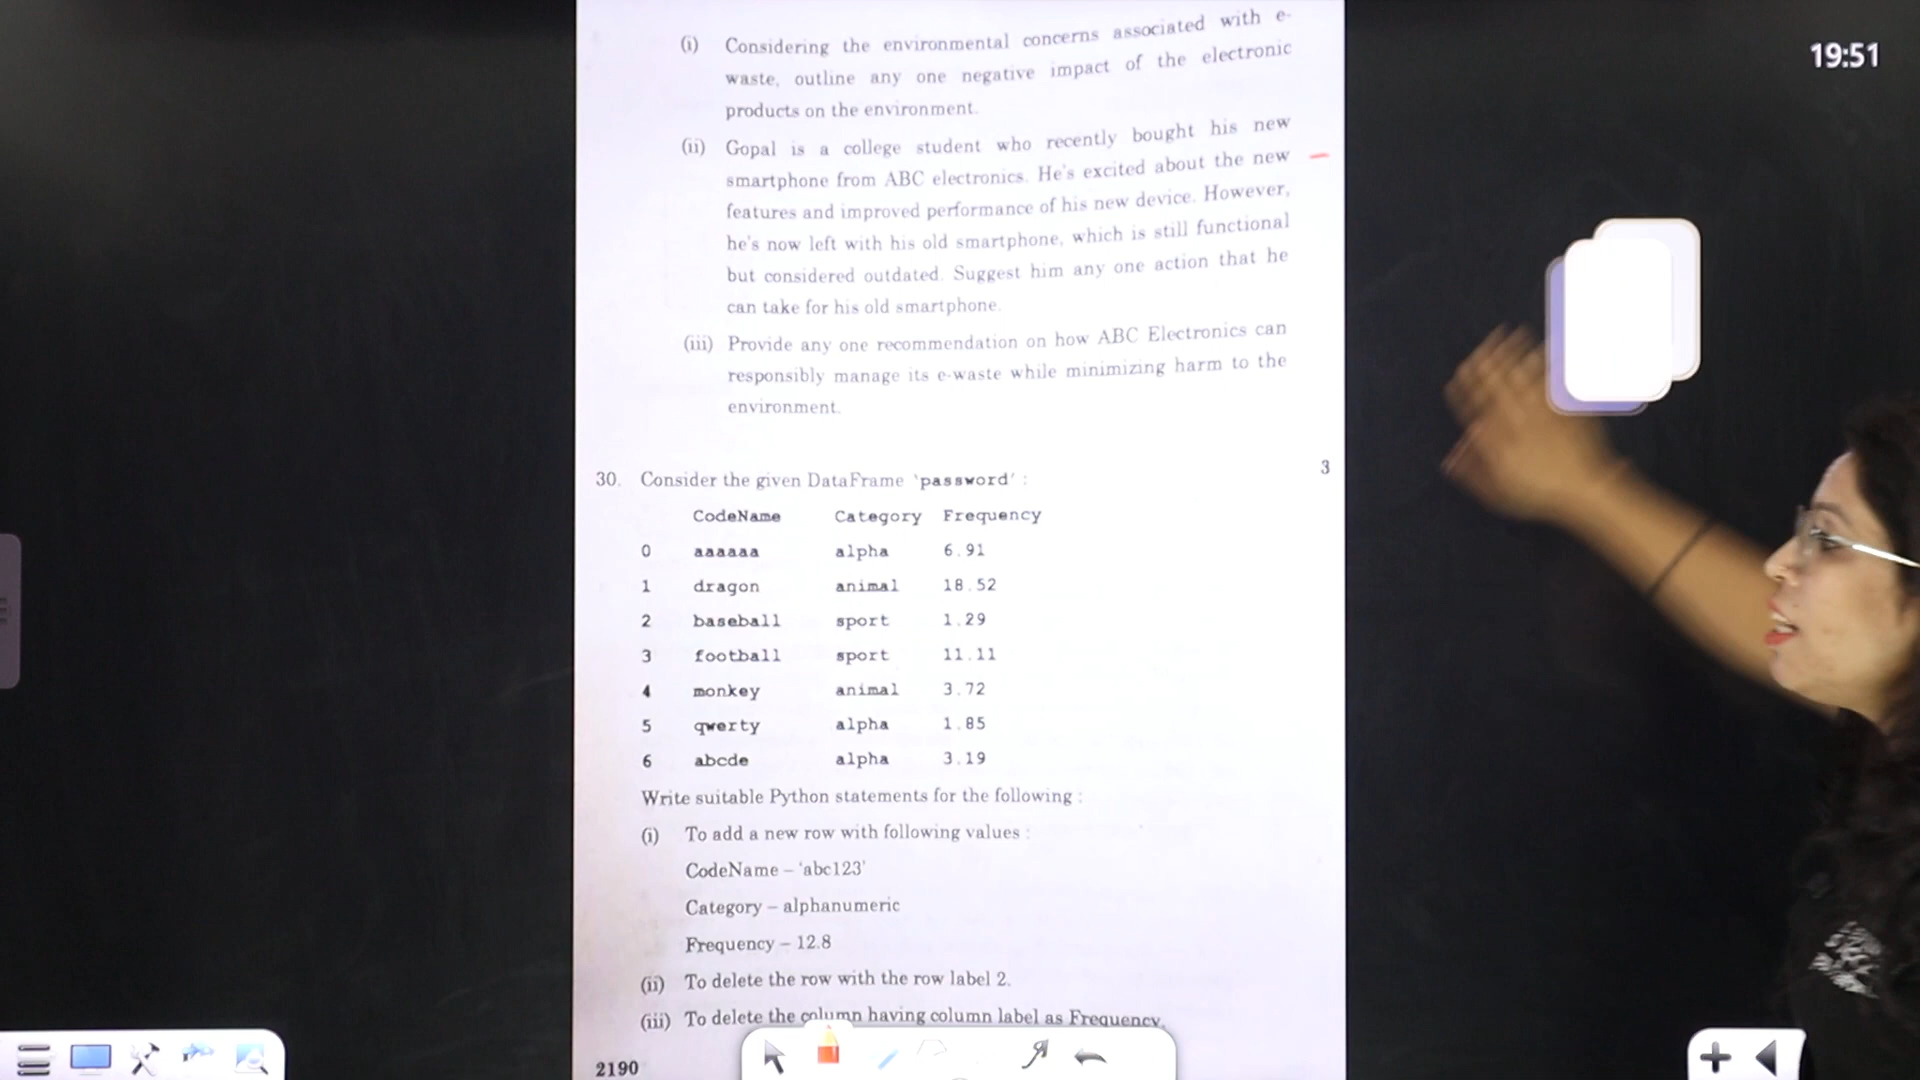 19:51
(i) Considering the environmental concerns associated with e-
waste, outline any one negative impact of the electronic
products on the environment.
(ii) Gopal is a college student who recently bought his new
smartphone from ABC electronics. He's excited about the new
features and improved performance of his new device. However,
he's now left with his old smartphone, which is still functional
but considered outdated. Suggest him any one action that he
can take for his old smartphone.
(iii) Provide any one recommendation on how ABC Electronics can
responsibly manage its e-waste while minimizing harm to the
environment.
30. Consider the given DataFrame 'password' : 3
CodeName Category Frequency
0 aaaaaa alpha 6.91
1 dragon animal 18.52
2 baseball sport 1.29
3 football sport 11.11
4 monkey animal 3.72
5 qwerty alpha 1.85
6 abcde alpha 3.19
Write suitable Python statements for the following :
(i) To add a new row with following values :
CodeName – 'abc123'
Category – alphanumeric
Frequency – 12.8
(ii) To delete the row with the row label 2.
(iii) To delete the column having column label as Frequency.
2190